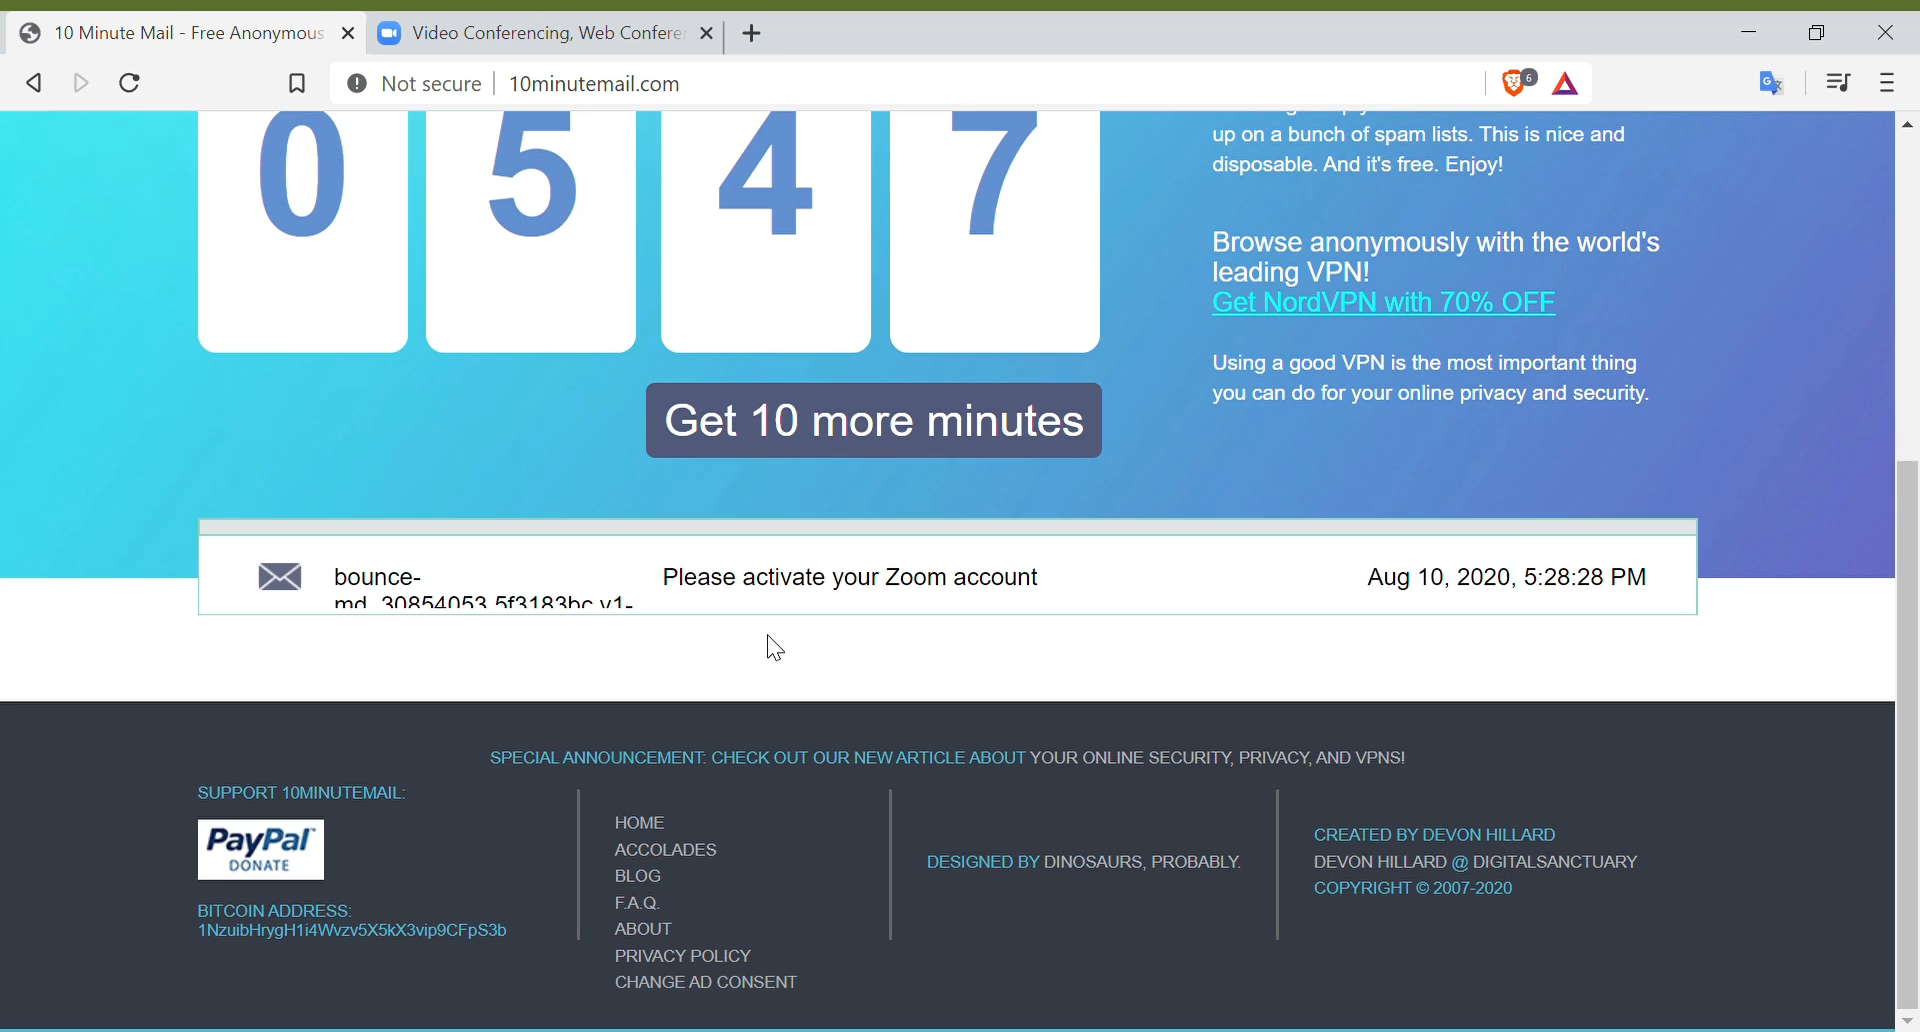 10 Minute Mail - Free Anonymous
Video Conferencing, Web Confere
Not secure
10minutemail.com
6
0 5 4 7
up on a bunch of spam lists. This is nice and
disposable. And it's free. Enjoy!
Browse anonymously with the world's
leading VPN!
Get NordVPN with 70% OFF
Using a good VPN is the most important thing
you can do for your online privacy and security.
Get 10 more minutes
bounce-
md_30854053.5f3183bc.v1-
Please activate your Zoom account
Aug 10, 2020, 5:28:28 PM
SPECIAL ANNOUNCEMENT: CHECK OUT OUR NEW ARTICLE ABOUT YOUR ONLINE SECURITY, PRIVACY, AND VPNS!
SUPPORT 10MINUTEMAIL:
PayPal
DONATE
BITCOIN ADDRESS:
1NzuibHrygH1i4Wvzv5X5kX3vip9CFpS3b
HOME
ACCOLADES
BLOG
F.A.Q.
ABOUT
PRIVACY POLICY
CHANGE AD CONSENT
DESIGNED BY DINOSAURS, PROBABLY.
CREATED BY DEVON HILLARD
DEVON HILLARD @ DIGITALSANCTUARY
COPYRIGHT © 2007-2020